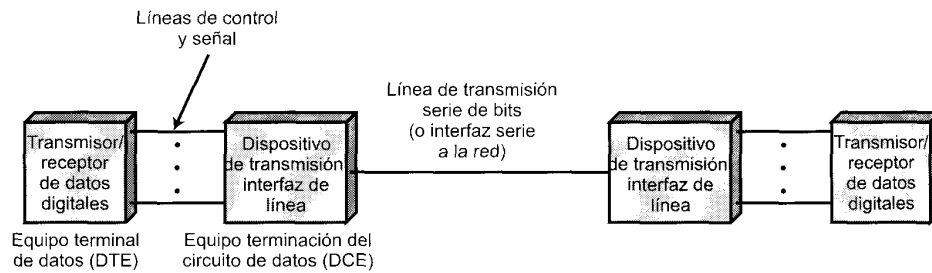 Líneas de control
y señal
Línea de transmisión
serie de bits
(o interfaz serie
a la red)
Transmisor/
receptor
de datos
digitales
Dispositivo
de transmisión
interfaz de
línea
Dispositivo
de transmisión
interfaz de
línea
Transmisor/
receptor
de datos
digitales
Equipo terminal
de datos (DTE)
Equipo terminación del
circuito de datos (DCE)